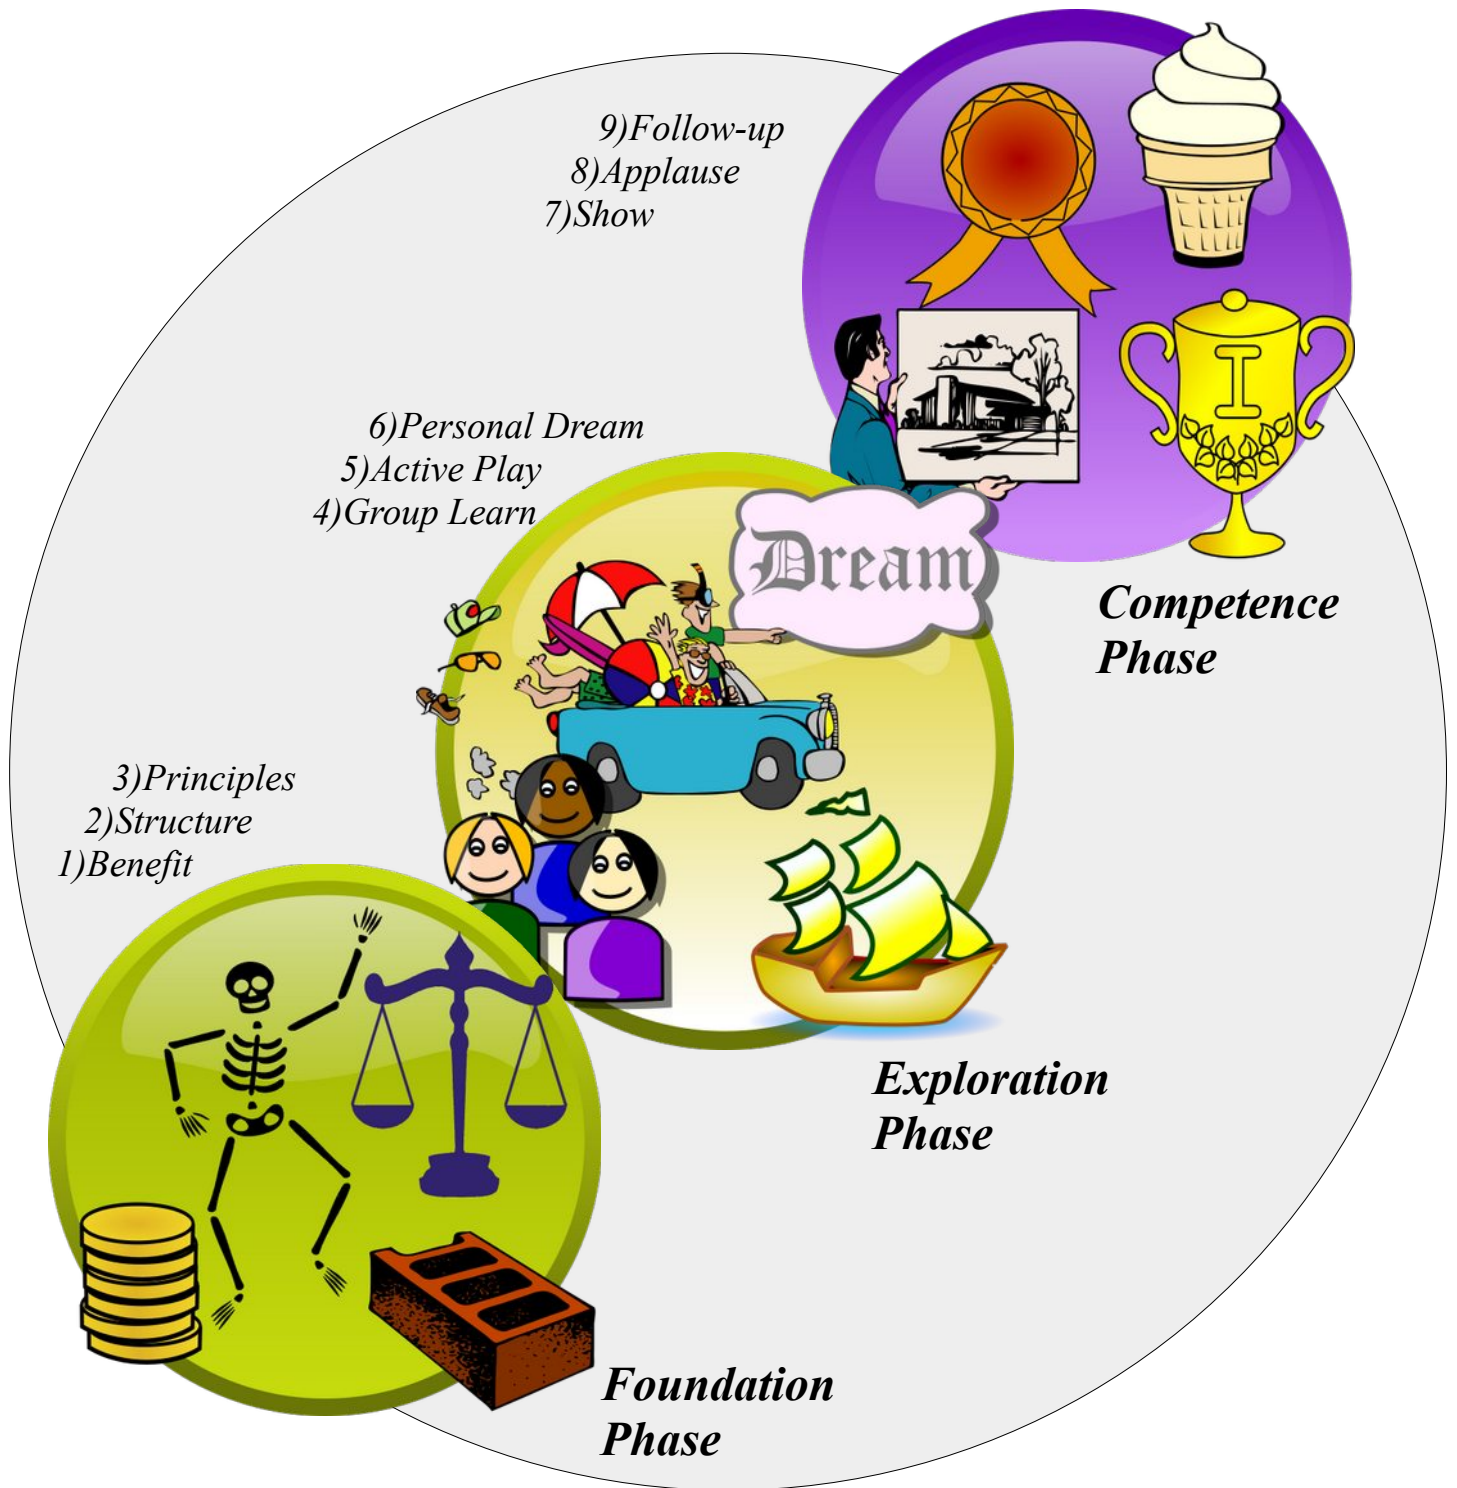 9)Follow-up
8)Applause
7)Show
6)Personal Dream
5)Active Play
4)Group Learn
Dream
I
Competence
Phase
3)Principles
2)Structure
1)Benefit
Exploration
Phase
Foundation
Phase